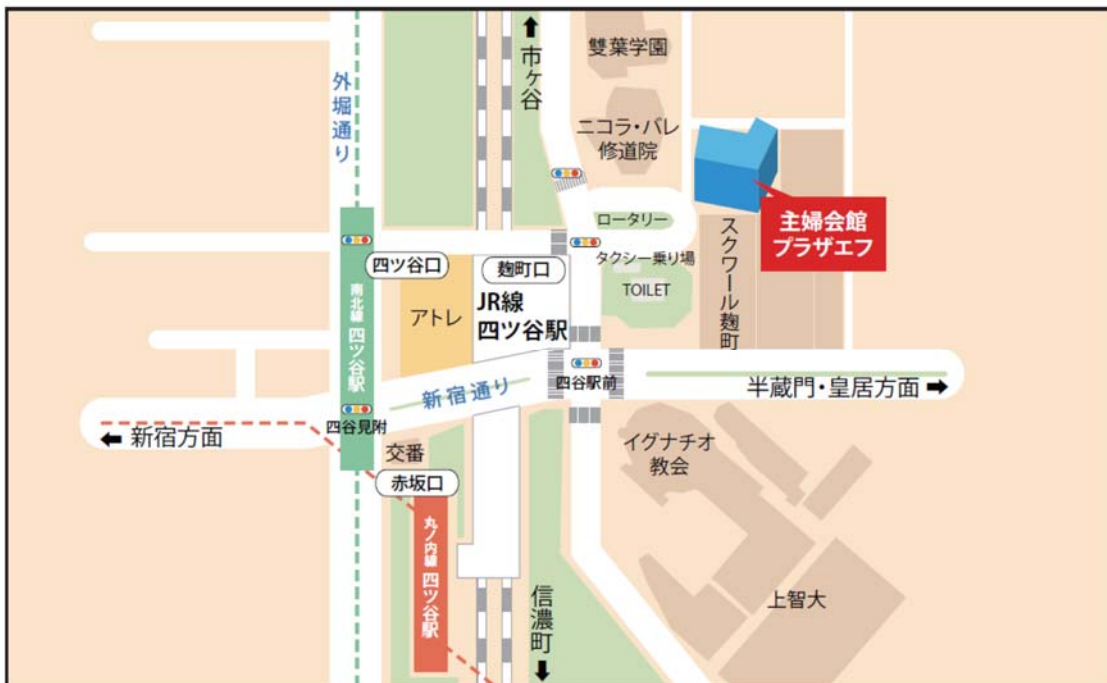 市ヶ谷
雙葉学園
外堀通り
ニコラ・バレ
修道院
主婦会館
プラザエフ
ロータリー
スクワール麹町
四ツ谷口
麹町口
タクシー乗り場
TOILET
南北線 四ツ谷駅
アトレ
JR線
四ツ谷駅
新宿通り
四谷駅前
半蔵門・皇居方面
新宿方面
四谷見附
交番
イグナチオ
教会
赤坂口
丸ノ内線 四ツ谷駅
信濃町
上智大